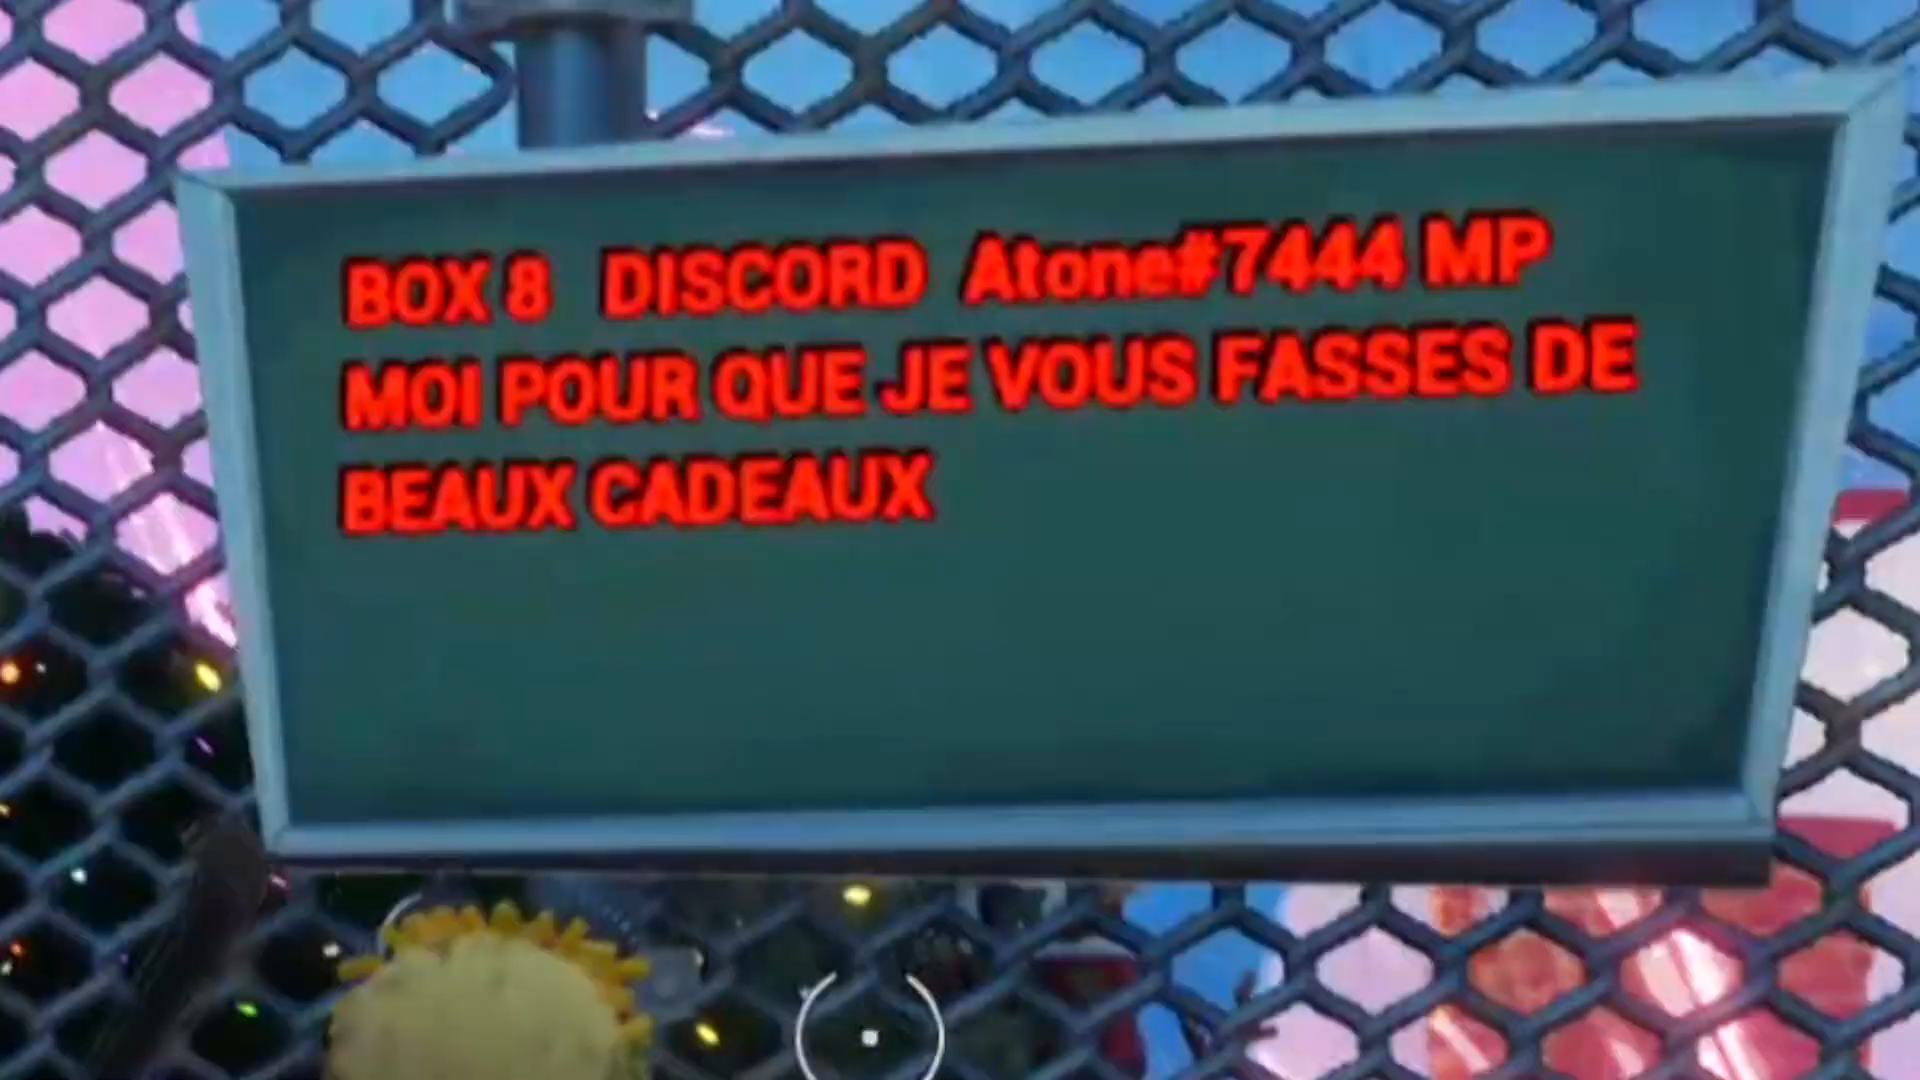 BOX 8 DISCORD Atone#7444 MP
MOI POUR QUE JE VOUS FASSES DE
BEAUX CADEAUX